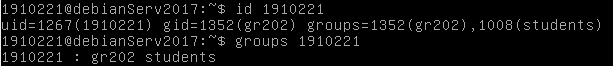 1910221@debianServ2017:~$ id 1910221
uid=1267(1910221) gid=1352(gr202) groups=1352(gr202),1008(students)
1910221@debianServ2017:~$ groups 1910221
1910221 : gr202 students